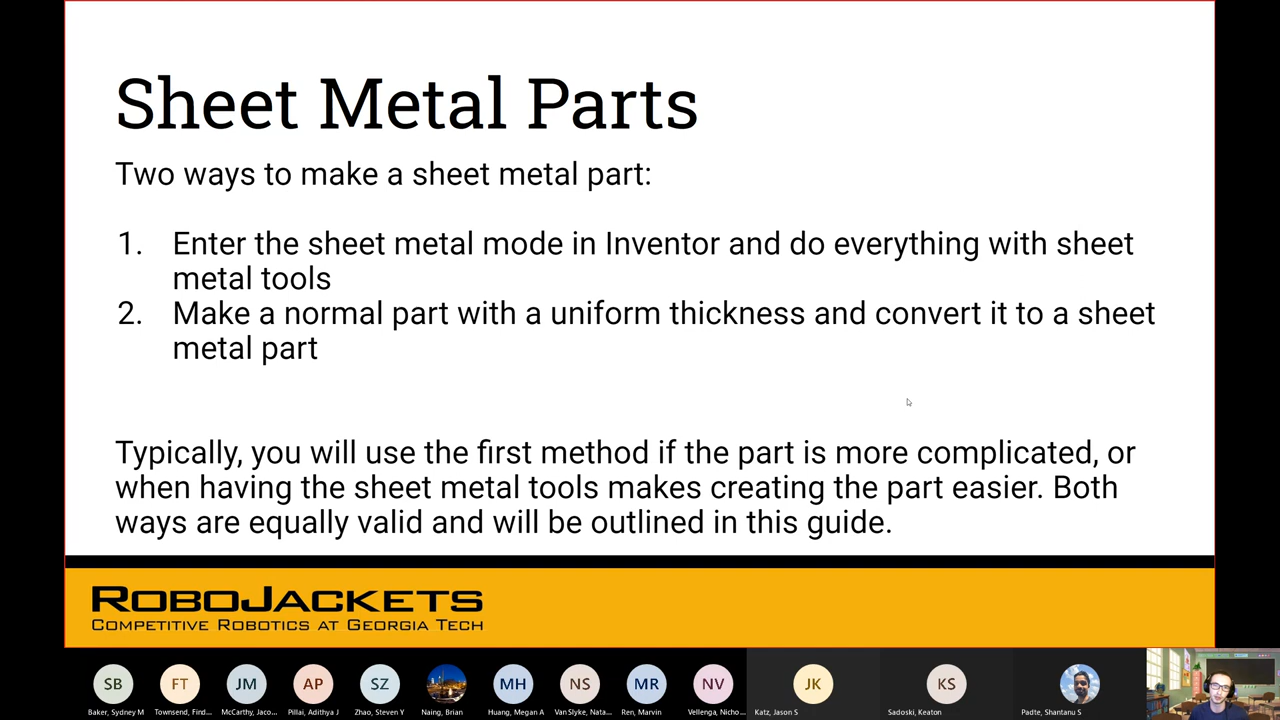 Sheet Metal Parts
Two ways to make a sheet metal part:
1. Enter the sheet metal mode in Inventor and do everything with sheet
metal tools
2. Make a normal part with a uniform thickness and convert it to a sheet
metal part
Typically, you will use the first method if the part is more complicated, or
when having the sheet metal tools makes creating the part easier. Both
ways are equally valid and will be outlined in this guide.
ROBOJACKETS
COMPETITIVE ROBOTICS AT GEORGIA TECH
SB FT JM AP SZ MH NS MR NV JK KS
Baker, Sydney M Townsend, Find... McCarthy, Jaco... Pillai, Adithya J Zhao, Steven Y Naing, Brian Huang, Megan A Van Slyke, Nata... Ren, Marvin Vellenga, Nicho... Katz, Jason S Sadoski, Keaton Padte, Shantanu S